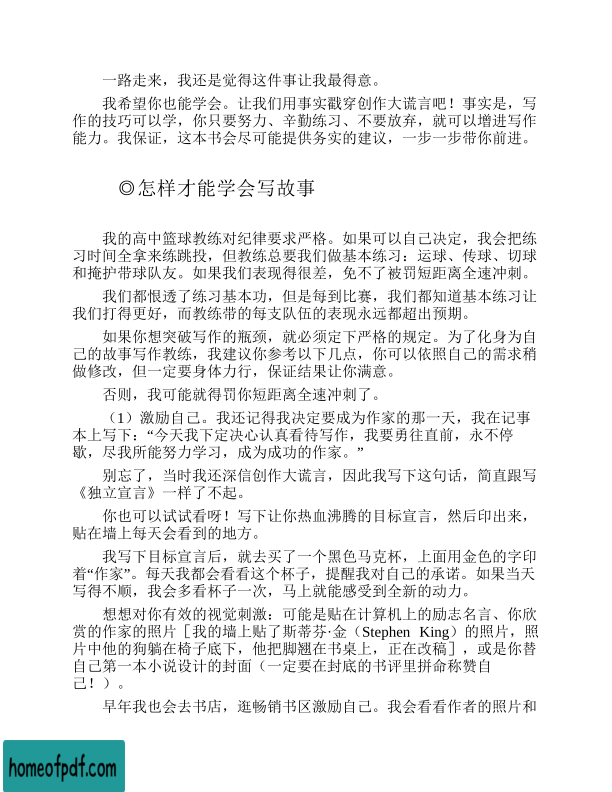 一路走来，我还是觉得这件事让我最得意。
我希望你也能学会。让我们用事实戳穿创作大谎言吧！事实是，写
作的技巧可以学，你只要努力、辛勤练习、不要放弃，就可以增进写作
能力。我保证，这本书会尽可能提供务实的建议，一步一步带你前进。
◎怎样才能学会写故事
我的高中篮球教练对纪律要求严格。如果可以自己决定，我会把练
习时间全拿来练跳投，但教练总要我们做基本练习：运球、传球、切球
和掩护带球队友。如果我们表现得很差，免不了被罚短距离全速冲刺。
我们都恨透了练习基本功，但是每到比赛，我们都知道基本练习让
我们打得更好，而教练带的每支队伍的表现永远都超出预期。
如果你想突破写作的瓶颈，就必须定下严格的规定。为了化身为自
己的故事写作教练，我建议你参考以下几点，你可以依照自己的需求稍
做修改，但一定要身体力行，保证结果让你满意。
否则，我可能就得罚你短距离全速冲刺了。
（1）激励自己。我还记得我决定要成为作家的那一天，我在记事
本上写下：“今天我下定决心认真看待写作，我要勇往直前，永不停
歇，尽我所能努力学习，成为成功的作家。”
别忘了，当时我还深信创作大谎言，因此我写下这句话，简直跟写
《独立宣言》一样了不起。
你也可以试试看呀！写下让你热血沸腾的目标宣言，然后印出来，
贴在墙上每天会看到的地方。
我写下目标宣言后，就去买了一个黑色马克杯，上面用金色的字印
着“作家”。每天我都会看看这个杯子，提醒我对自己的承诺。如果当天
写得不顺，我会多看杯子一次，马上就能感受到全新的动力。
想想对你有效的视觉刺激：可能是贴在计算机上的励志名言、你欣
赏的作家的照片［我的墙上贴了斯蒂芬·金（Stephen King）的照片，照
片中他的狗躺在椅子底下，他把脚翘在书桌上，正在改稿］，或是你替
自己第一本小说设计的封面（一定要在封底的书评里拼命称赞自
己！）。
早年我也会去书店，逛畅销书区激励自己。我会看看作者的照片和
homeofpdf.com